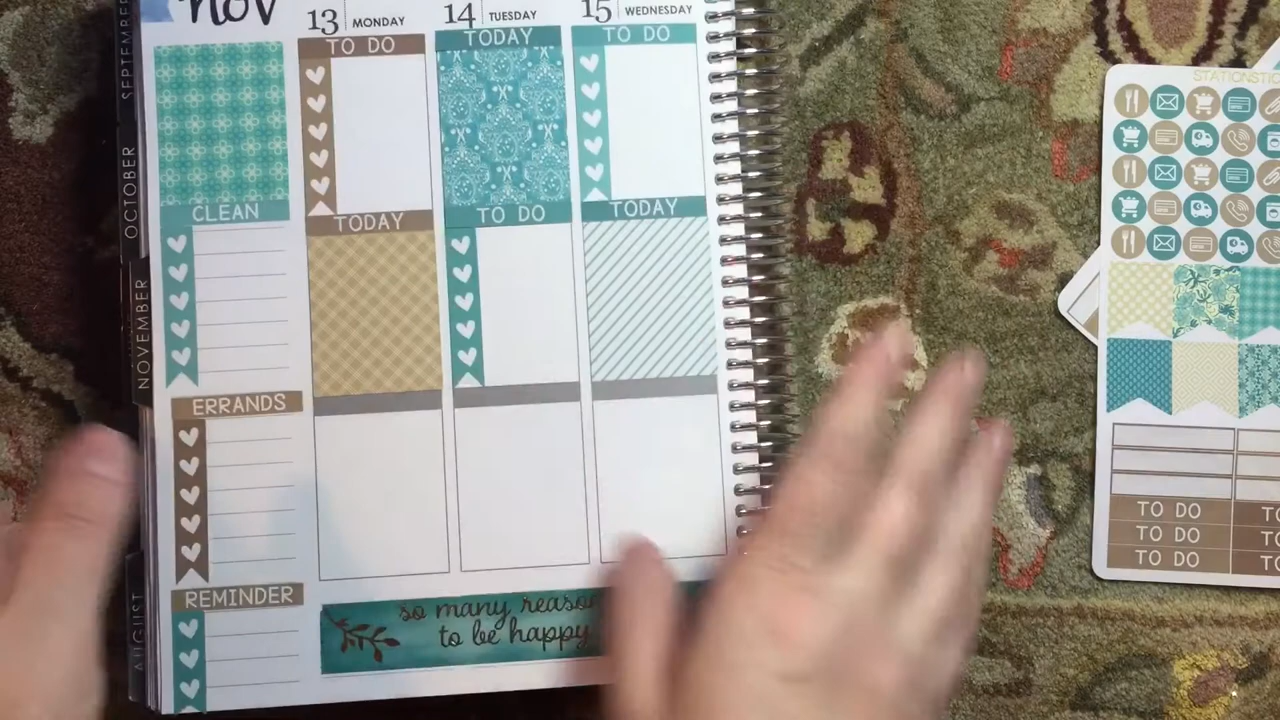 nov
13 MONDAY
14 TUESDAY
15 WEDNESDAY
TO DO
TODAY
TO DO
CLEAN
TODAY
TO DO
TODAY
ERRANDS
REMINDER
so many
to be happy
SEPTEMBER
OCTOBER
NOVEMBER
AUGUST
TO DO
TO DO
TO DO